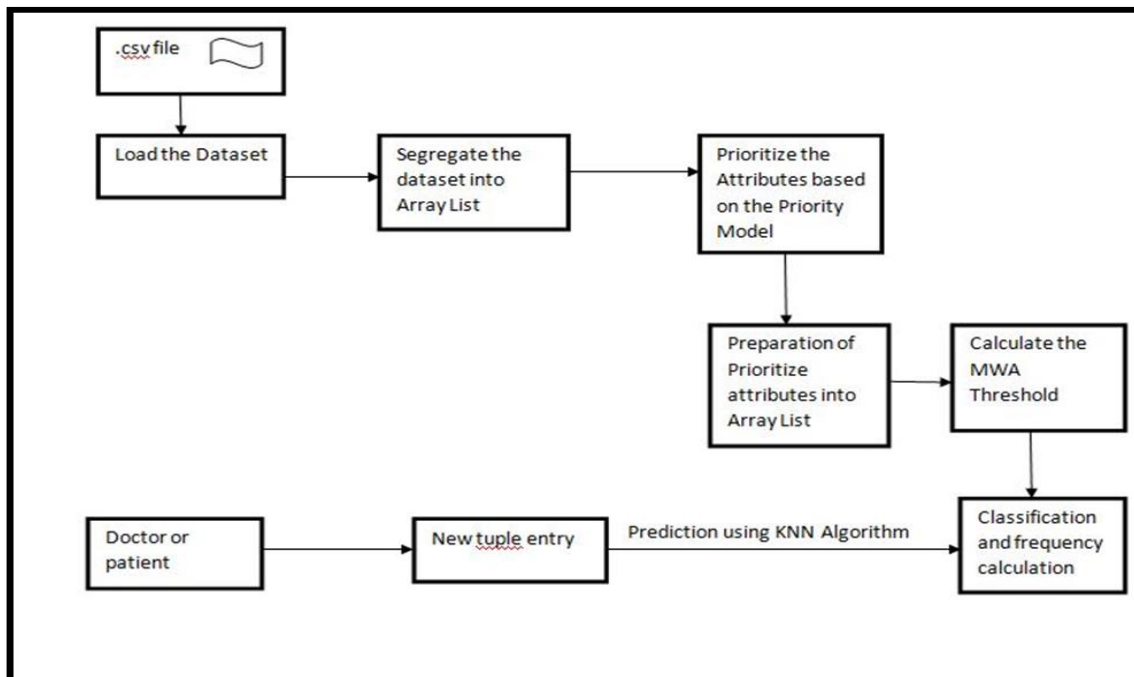 .csv file
Load the Dataset
Segregate the
dataset into
Array List
Prioritize the
Attributes based
on the Priority
Model
Preparation of
Prioritize
attributes into
Array List
Calculate the
MWA
Threshold
Doctor or
patient
New tuple entry
Prediction using KNN Algorithm
Classification
and frequency
calculation